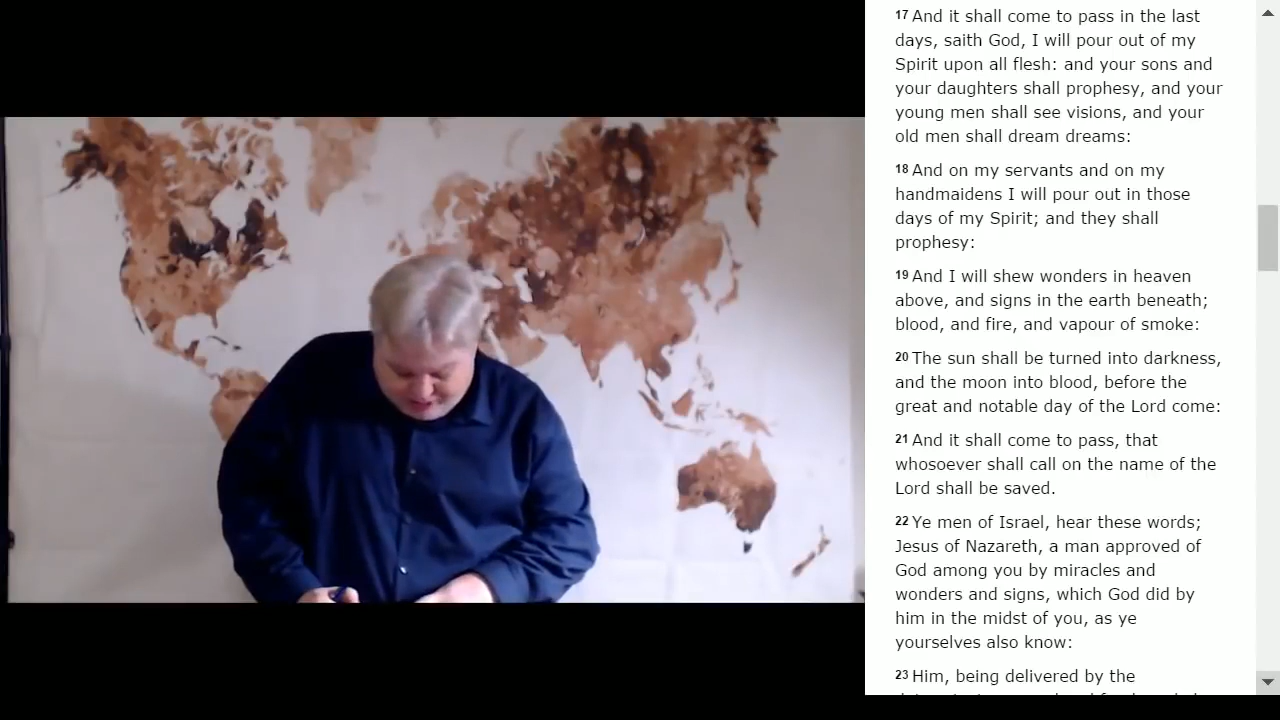 17 And it shall come to pass in the last
days, saith God, I will pour out of my
Spirit upon all flesh: and your sons and
your daughters shall prophesy, and your
young men shall see visions, and your
old men shall dream dreams:
18 And on my servants and on my
handmaidens I will pour out in those
days of my Spirit; and they shall
prophesy:
19 And I will shew wonders in heaven
above, and signs in the earth beneath;
blood, and fire, and vapour of smoke:
20 The sun shall be turned into darkness,
and the moon into blood, before the
great and notable day of the Lord come:
21 And it shall come to pass, that
whosoever shall call on the name of the
Lord shall be saved.
22 Ye men of Israel, hear these words;
Jesus of Nazareth, a man approved of
God among you by miracles and
wonders and signs, which God did by
him in the midst of you, as ye
yourselves also know:
23 Him, being delivered by the